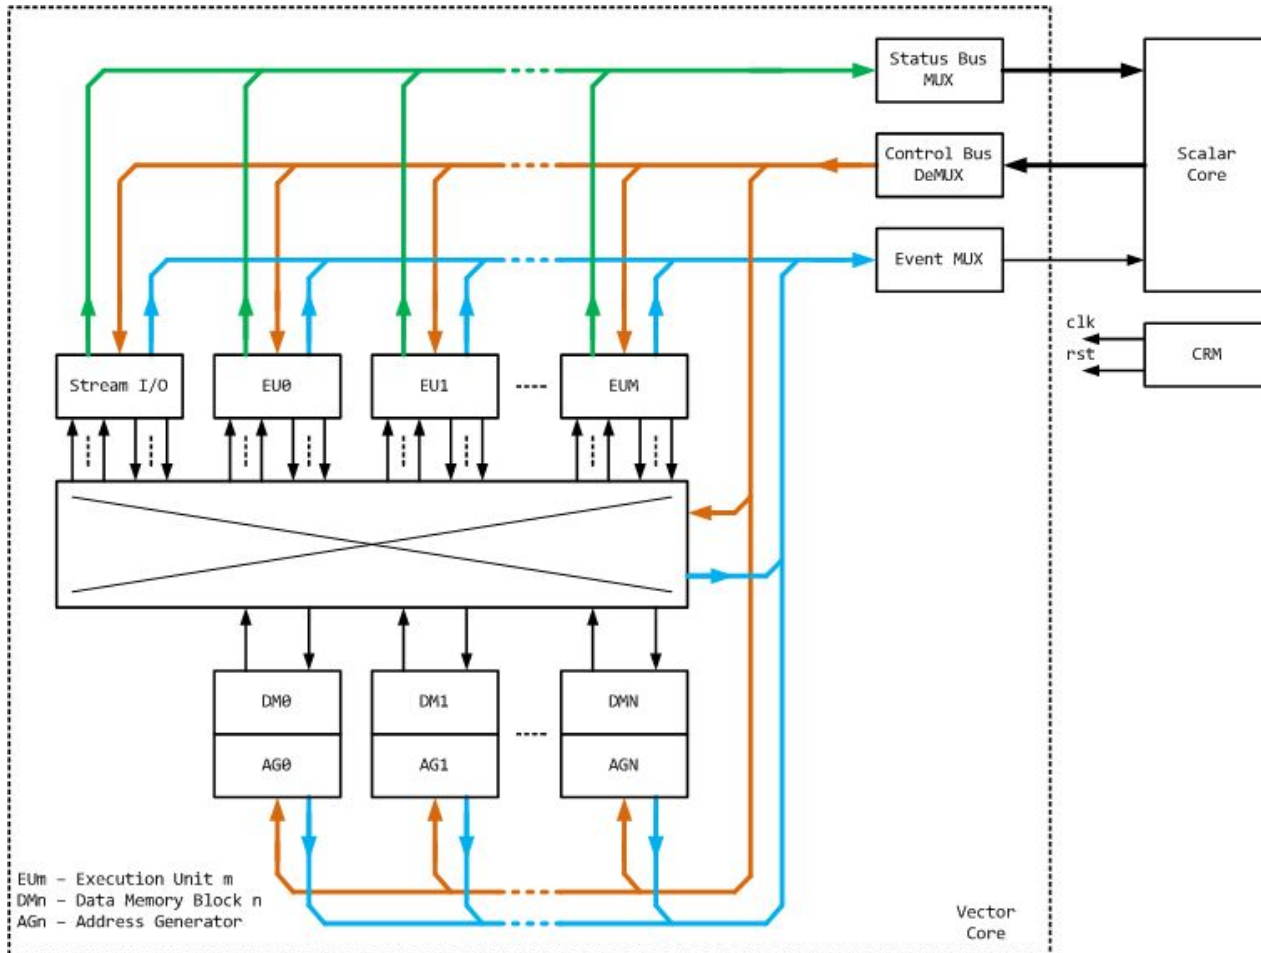 Status Bus
MUX
Control Bus
DeMUX
Scalar
Core
Event MUX
clk
rst
CRM
Stream I/O
EU0
EU1
EUM
DM0
DM1
DMN
AG0
AG1
AGN
EUm – Execution Unit m
DMn – Data Memory Block n
AGn – Address Generator
Vector
Core